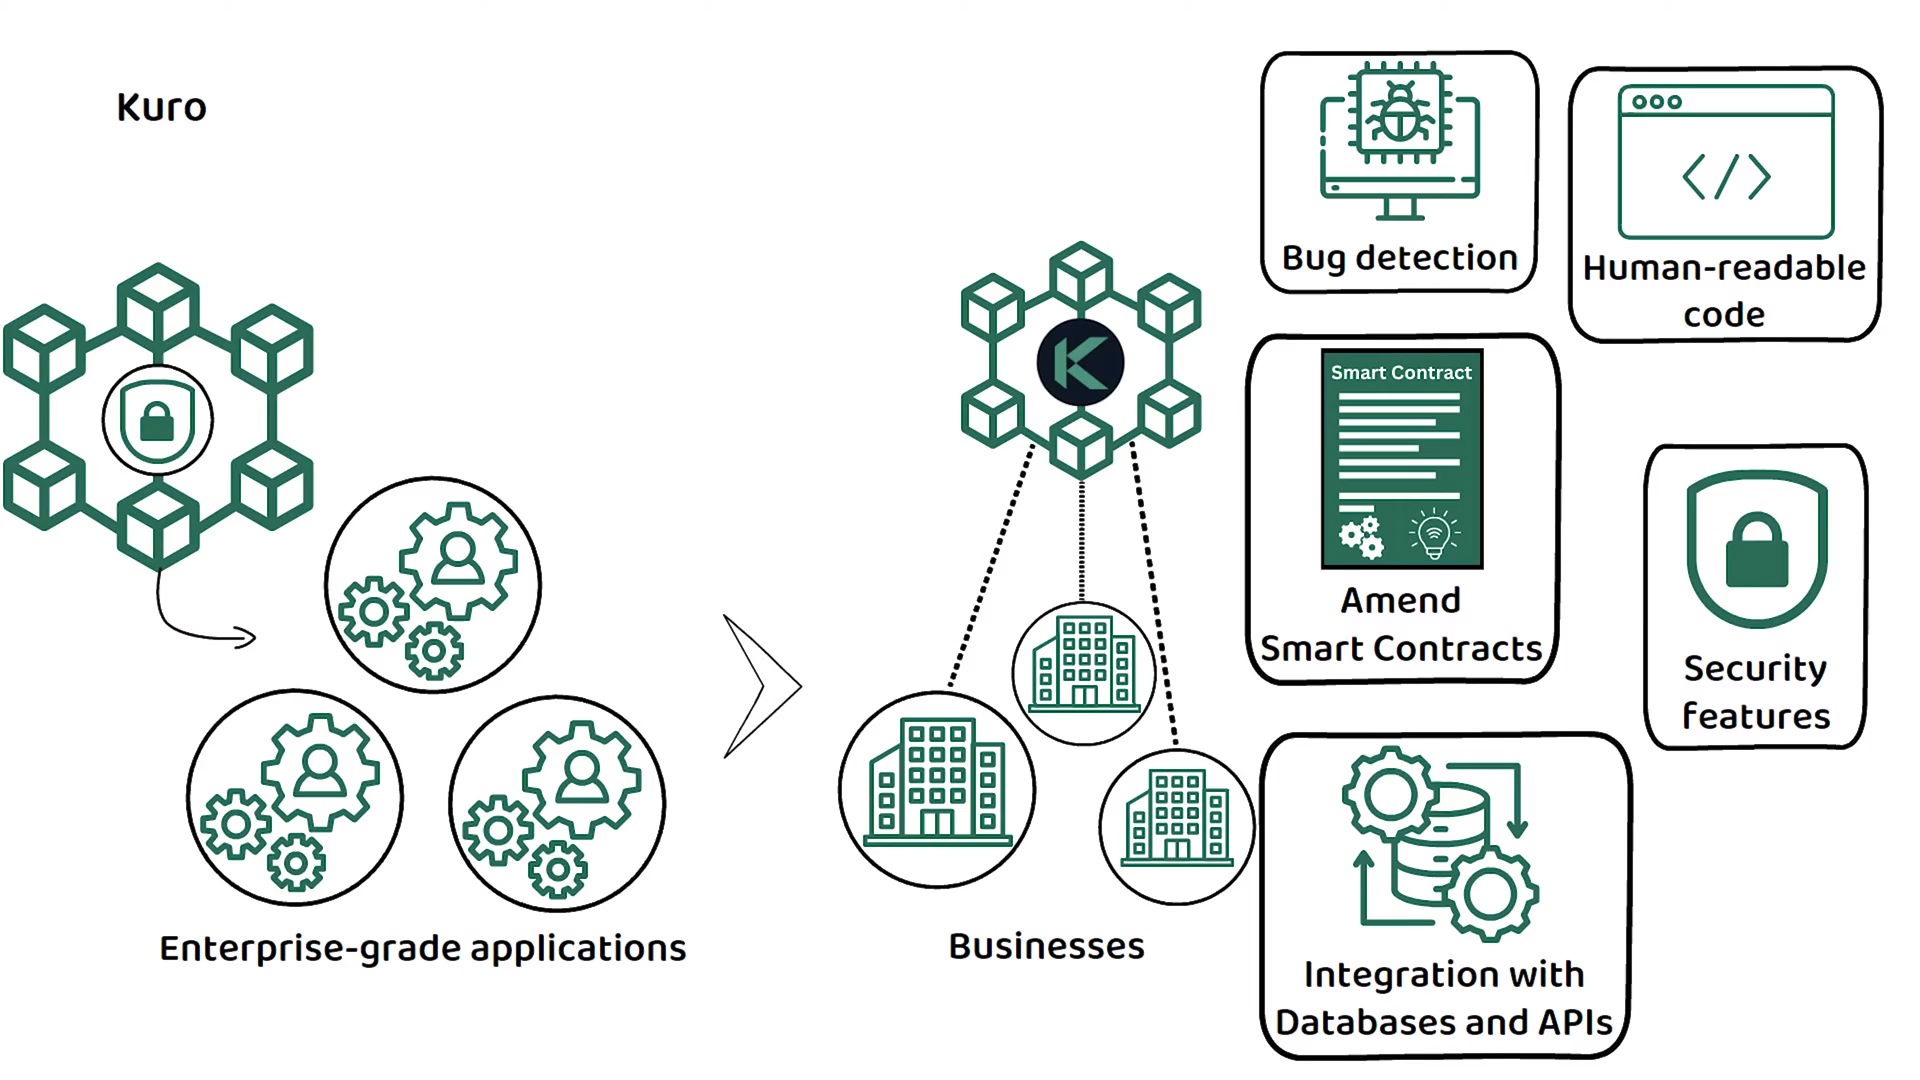 Kuro
Enterprise-grade applications
Businesses
Bug detection
Human-readable
code
Smart Contract
Amend
Smart Contracts
Security
features
Integration with
Databases and APIs